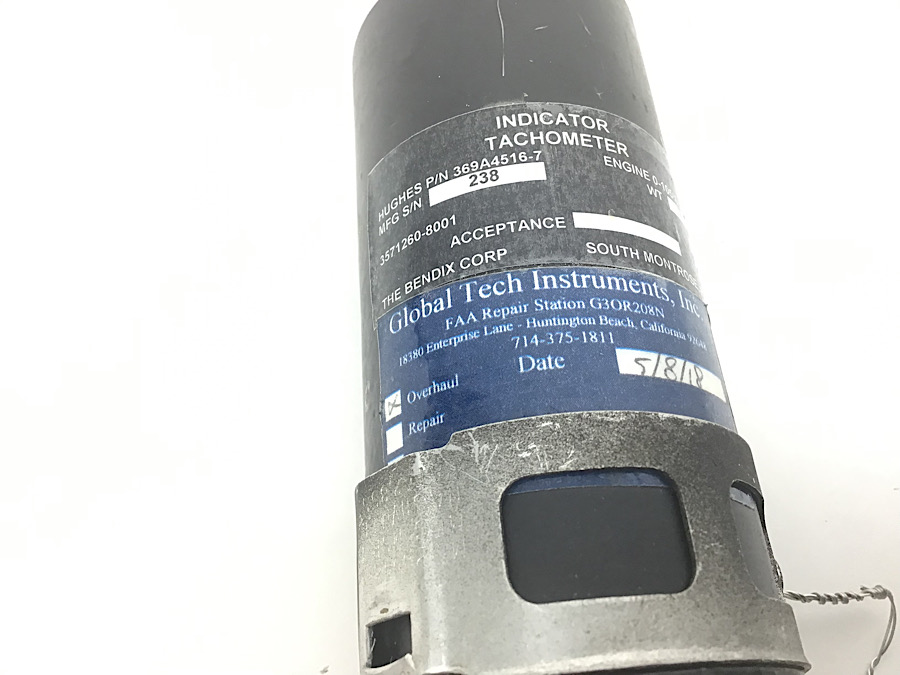 INDICATOR
TACHOMETER
HUGHES P/N 369A4516-7
MFG S/N 238
ENGINE
WT
3571260-8001
ACCEPTANCE
THE BENDIX CORP
SOUTH
Global Tech Instruments, Inc.
FAA Repair Station G3OR208N
18380 Enterprise Lane - Huntington Beach, California
714-375-1811
Date 5/8/18
Overhaul
Repair